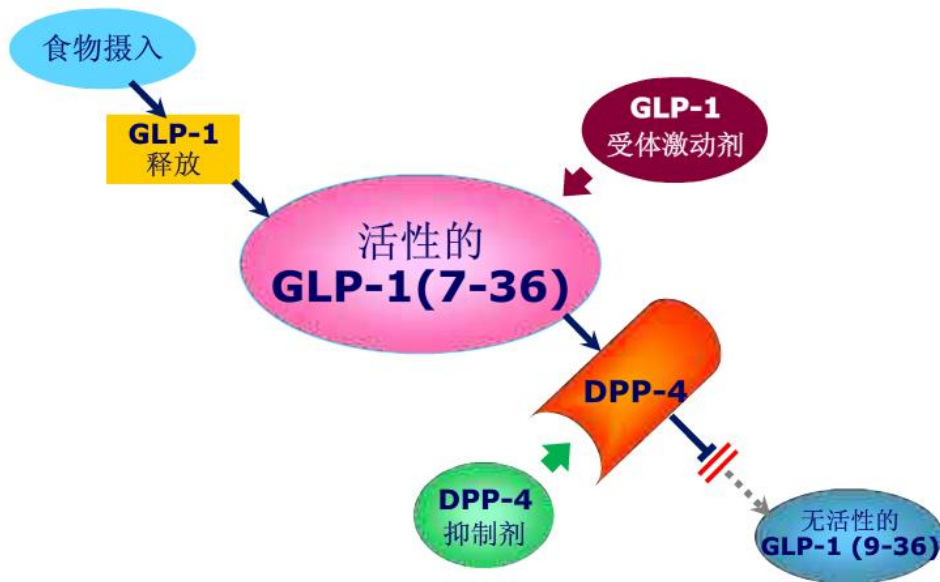 食物摄入
GLP-1
释放
GLP-1
受体激动剂
活性的
GLP-1(7-36)
DPP-4
DPP-4
抑制剂
无活性的
GLP-1 (9-36)